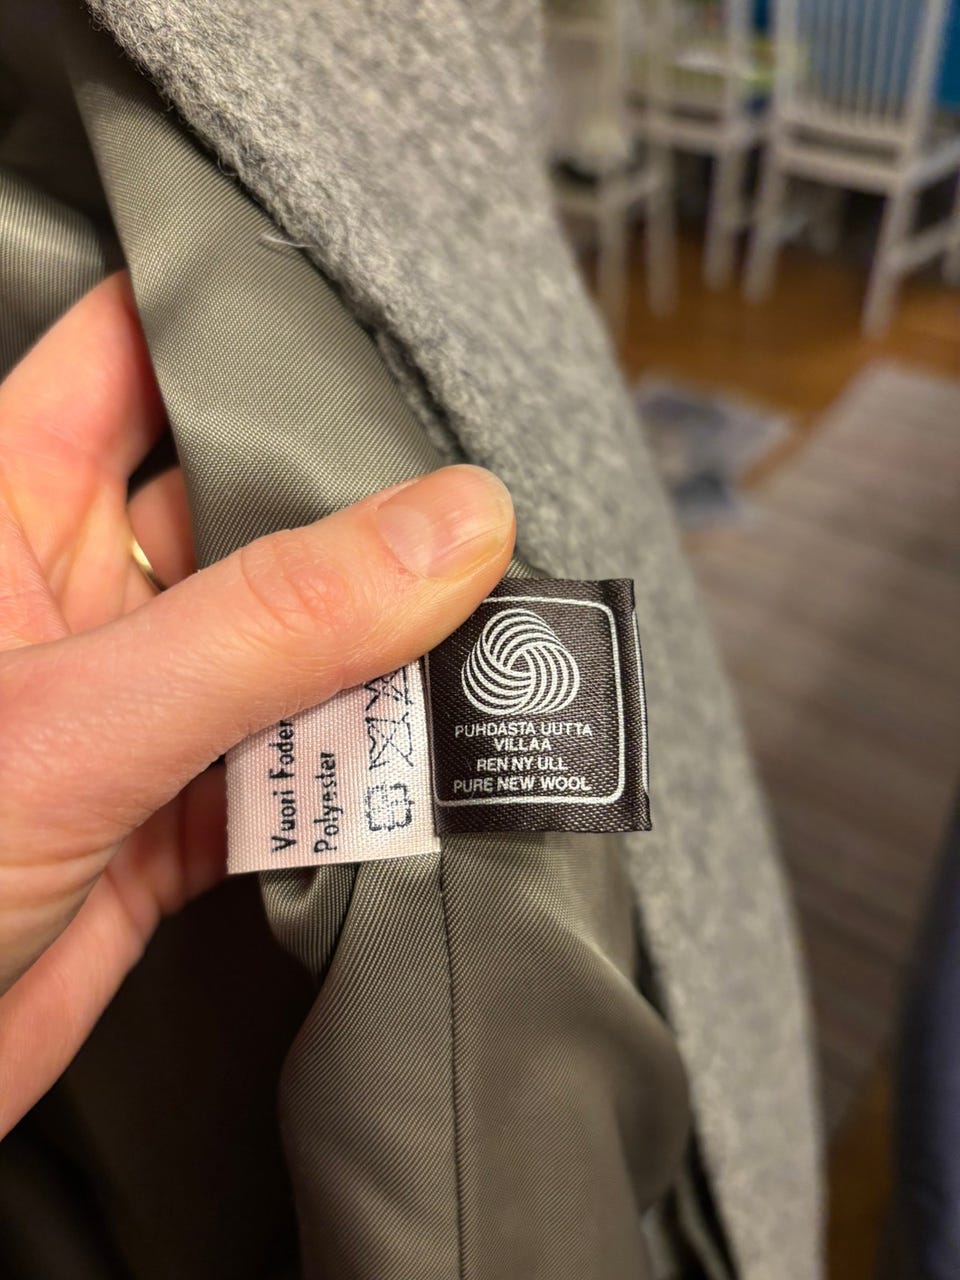 PUHDASTA UUTTA
VILLAA
REN NY ULL
PURE NEW WOOL
Vuori Foder
Polyester